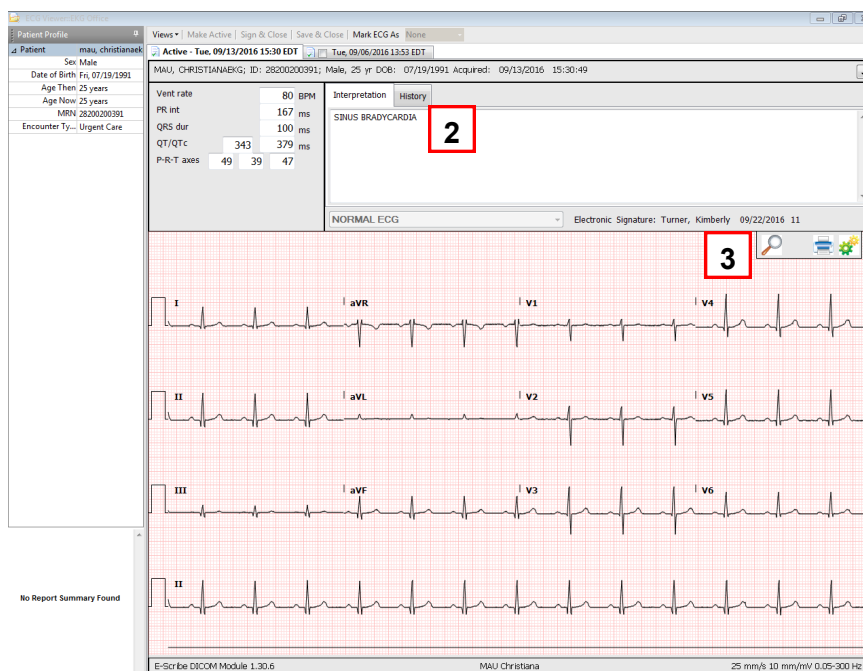 ECG Viewer: ECG Office
Patient Profile
Views Make Active Sign & Close Save & Close Mark ECG As None
Patient mau, christianaek
Sex Male
Date of Birth Fri, 07/19/1991
Age Then 25 years
Age Now 25 years
MRN 28200200391
Encounter Ty... Urgent Care
Active - Tue, 09/13/2016 15:30 EDT Tue, 09/06/2016 13:53 EDT
MAU, CHRISTIANAEKG; ID: 28200200391; Male, 25 yr DOB: 07/19/1991 Acquired: 09/13/2016 15:30:49
Vent rate 80 BPM
PR int 167 ms
QRS dur 100 ms
QT/QTc 343 379 ms
P-R-T axes 49 39 47
Interpretation History
SINUS BRADYCARDIA
2
NORMAL ECG Electronic Signature: Turner, Kimberly 09/22/2016 11
3
I aVR V1 V4
II aVL V2 V5
III aVF V3 V6
II
No Report Summary Found
E-Scribe DICOM Module 1.30.6 MAU Christiana 25 mm/s 10 mm/mV 0.05-300 Hz